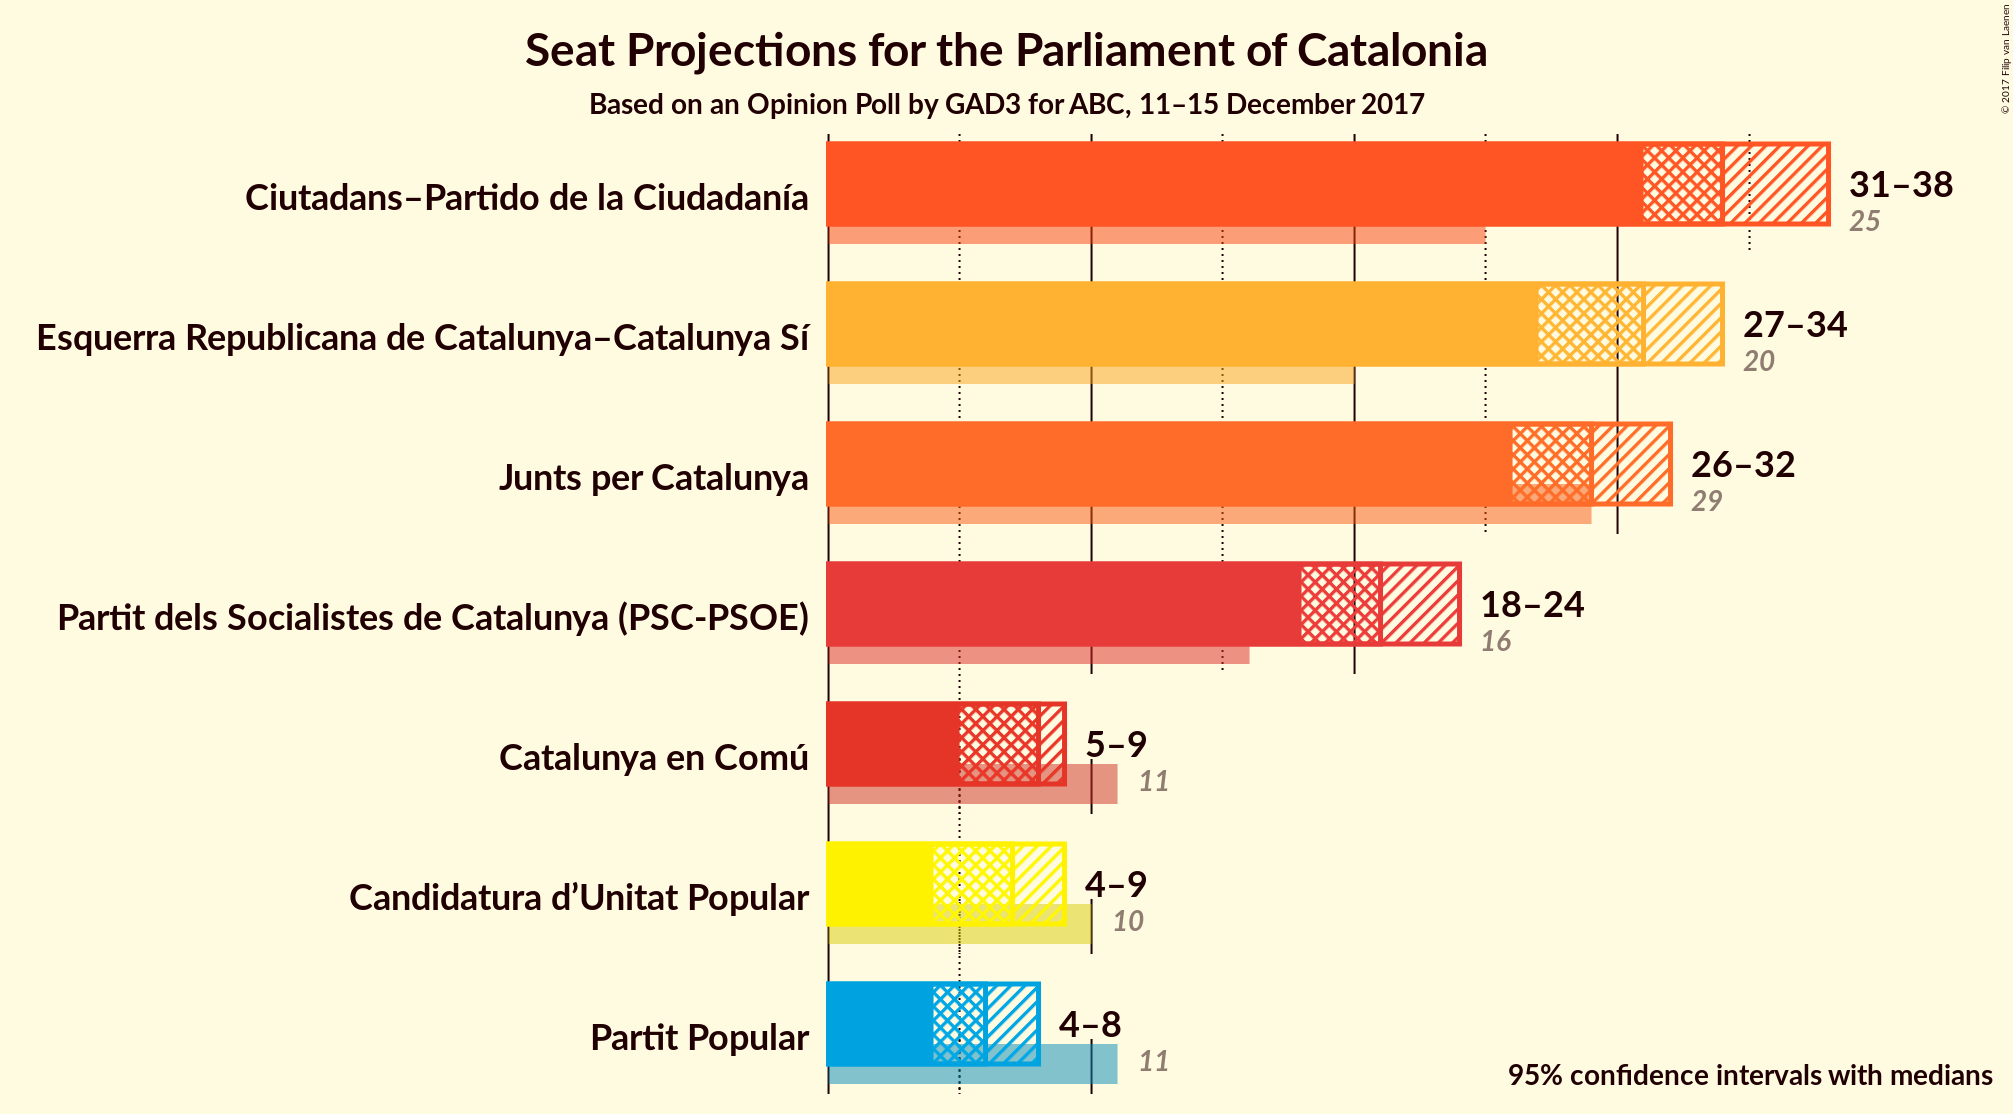 Seat Projections for the Parliament of Catalonia
Based on an Opinion Poll by GAD3 for ABC, 11–15 December 2017
© 2017 Filip van Laenen
Ciutadans–Partido de la Ciudadanía
31–38
25
Esquerra Republicana de Catalunya–Catalunya Sí
27–34
20
Junts per Catalunya
26–32
29
Partit dels Socialistes de Catalunya (PSC-PSOE)
18–24
16
Catalunya en Comú
5–9
11
Candidatura d’Unitat Popular
4–9
10
Partit Popular
4–8
11
95% confidence intervals with medians